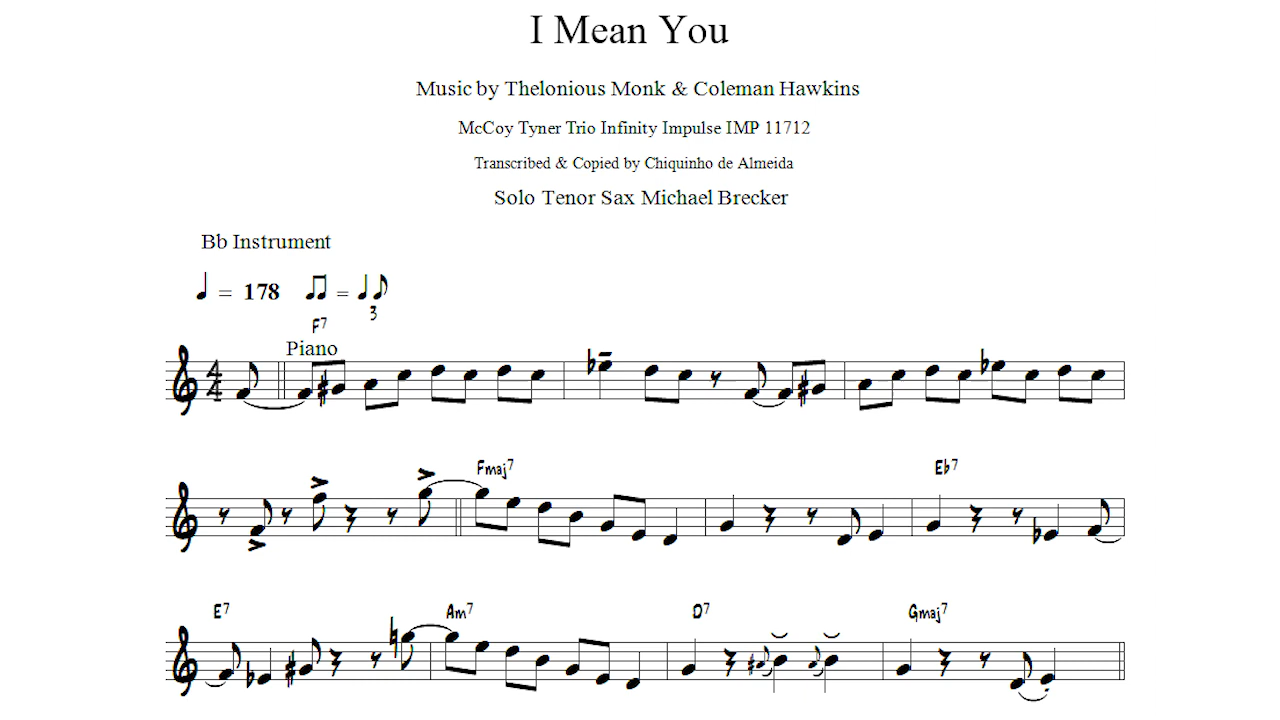 I Mean You
Music by Thelonious Monk & Coleman Hawkins
McCoy Tyner Trio Infinity Impulse IMP 11712
Transcribed & Copied by Chiquinho de Almeida
Solo Tenor Sax Michael Brecker
Bb Instrument
= 178 =
3
F7
Piano
4
4
Fmaj7 Eb7
E7 Am7 D7 Gmaj7